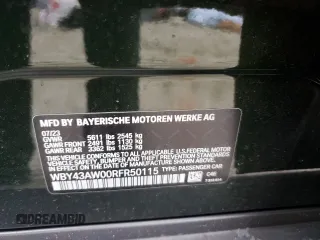 MFD BY BAYERISCHE MOTOREN WERKE AG
07/23
GVWR 5611 lbs 2545 kg
GAWR FRONT 2491 lbs 1130 kg
GAWR REAR 3362 lbs 1525 kg
THIS VEHICLE CONFORMS TO ALL APPLICABLE U.S. FEDERAL MOTOR
VEHICLE SAFETY, BUMPER, AND THEFT PREVENTION STANDARDS IN
EFFECT ON THE DATE OF MANUFACTURE SHOWN ABOVE.
WBY43AW00RFR50115 TYPE: PASSENGER CAR
C4E
DREAMBID